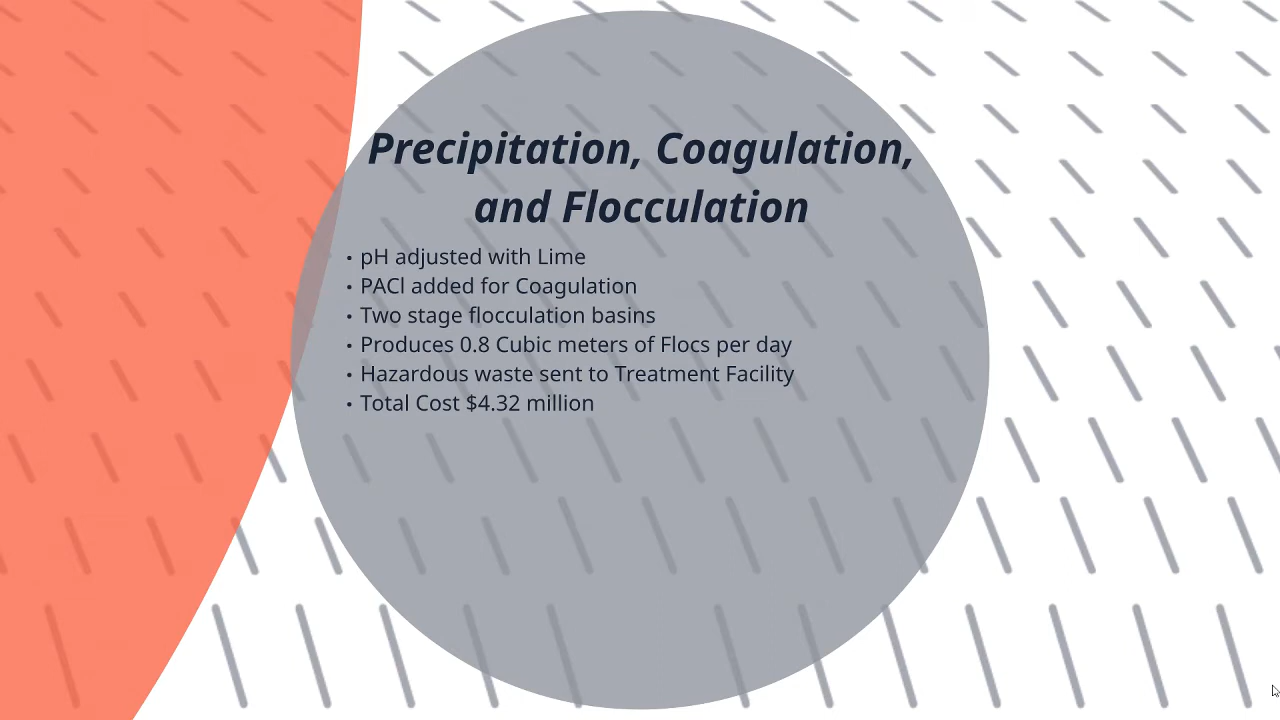 Precipitation, Coagulation,
and Flocculation
• pH adjusted with Lime
• PACl added for Coagulation
• Two stage flocculation basins
• Produces 0.8 Cubic meters of Flocs per day
• Hazardous waste sent to Treatment Facility
• Total Cost $4.32 million